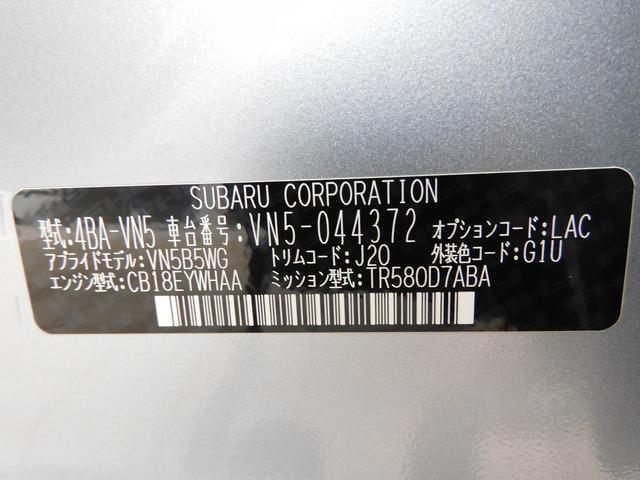 SUBARU CORPORATION
型式:4BA-VN5 車台番号:VN5-044372 オプションコード:LAC
アプライドモデル:VN5B5WG トリムコード:J20 外装色コード:G1U
エンジン型式:CB18EYWHAA ミッション型式:TR580D7ABA